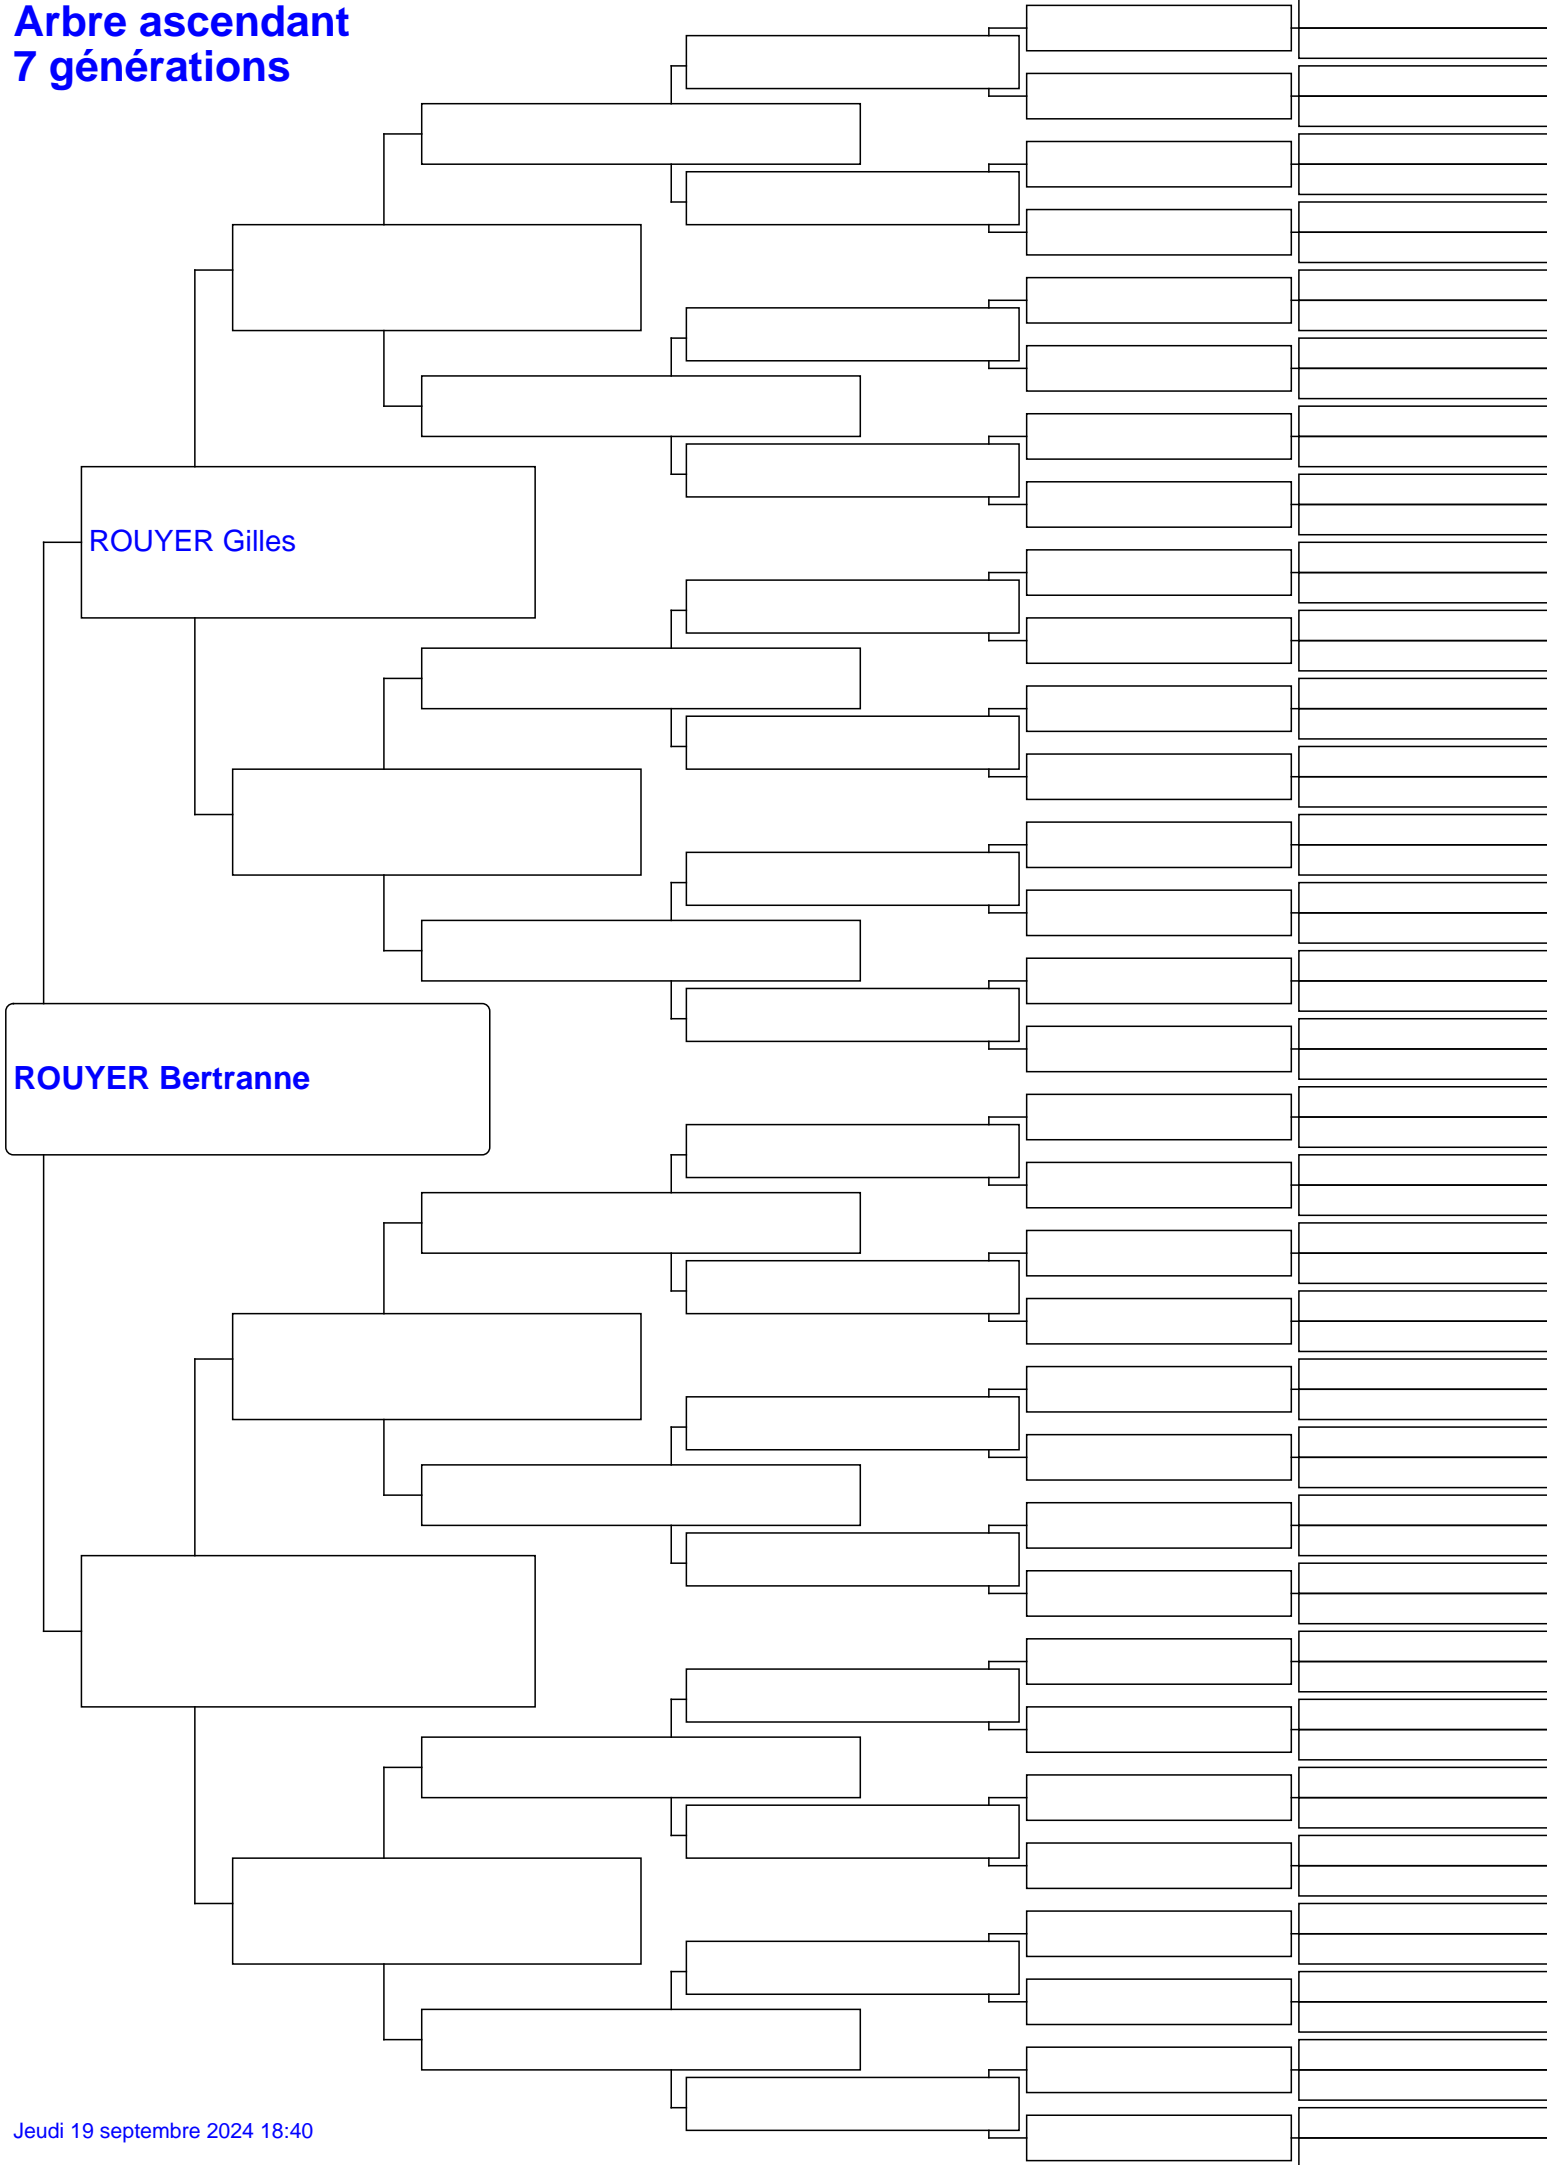 Arbre ascendant
7 générations
ROUYER Gilles
ROUYER Bertranne
Jeudi 19 septembre 2024 18:40